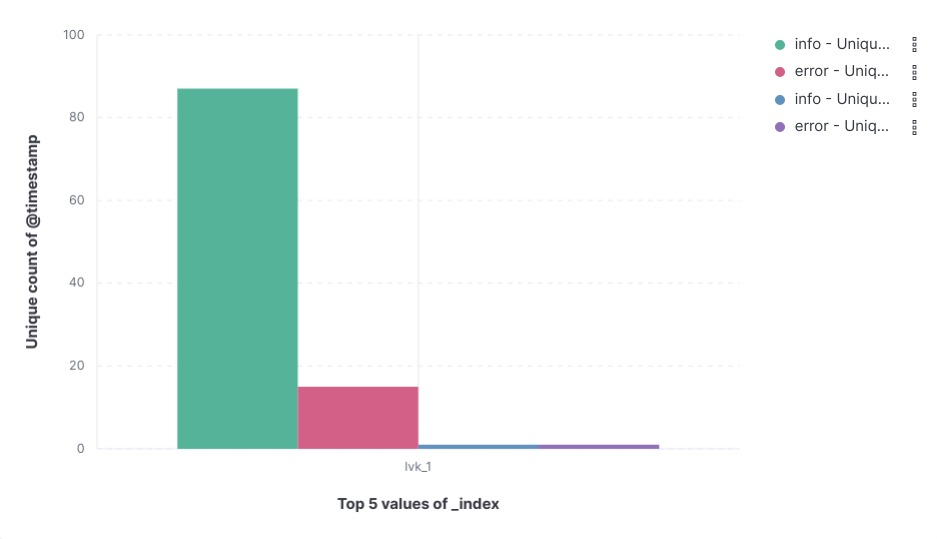 100
80
60
40
20
0
Unique count of @timestamp
lvk_1
Top 5 values of _index
info - Uniqu...
error - Uniq...
info - Uniqu...
error - Uniq...